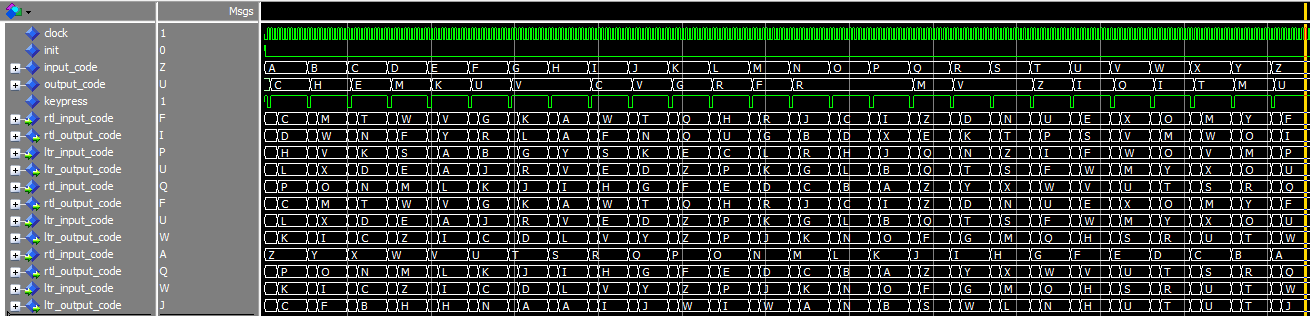 Msgs
clock 1
init 0
input_code Z A B C D E F G H I J K L M N O P Q R S T U V W X Y Z
output_code U C H E M K U V C V G R F R M V Z I Q I T M U
keypress 1
rtl_input_code F C M T W V G K A W T Q H R J C I Z D N U E X O M Y F
rtl_output_code I D W N F Y R L A F N Q U G B D X E K T P S V M W O I
ltr_input_code P H V K S A B G Y S K E C L R H J Q N Z I F W O V M P
ltr_output_code U L X D E A J R V E D Z P K G L B Q T S F W M Y X O U
rtl_input_code Q P O N M L K J I H G F E D C B A Z Y X W V U T S R Q
rtl_output_code F C M T W V G K A W T Q H R J C I Z D N U E X O M Y F
ltr_input_code U L X D E A J R V E D Z P K G L B Q T S F W M Y X O U
ltr_output_code W K I C Z I C D L V Y Z P J K N O F G M Q H S R U T W
rtl_input_code A Z Y X W V U T S R Q P O N M L K J I H G F E D C B A
rtl_output_code Q P O N M L K J I H G F E D C B A Z Y X W V U T S R Q
ltr_input_code W K I C Z I C D L V Y Z P J K N O F G M Q H S R U T W
ltr_output_code J C F B H H N A A I J W I W A N B S W L N H U T U T J